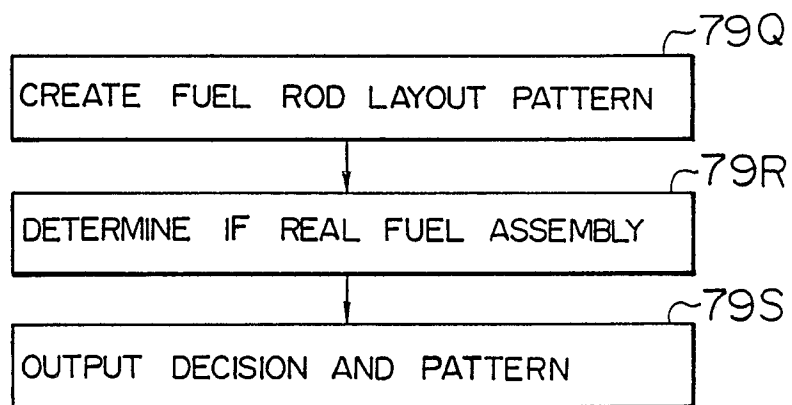 79Q
CREATE FUEL ROD LAYOUT PATTERN
79R
DETERMINE IF REAL FUEL ASSEMBLY
79S
OUTPUT DECISION AND PATTERN